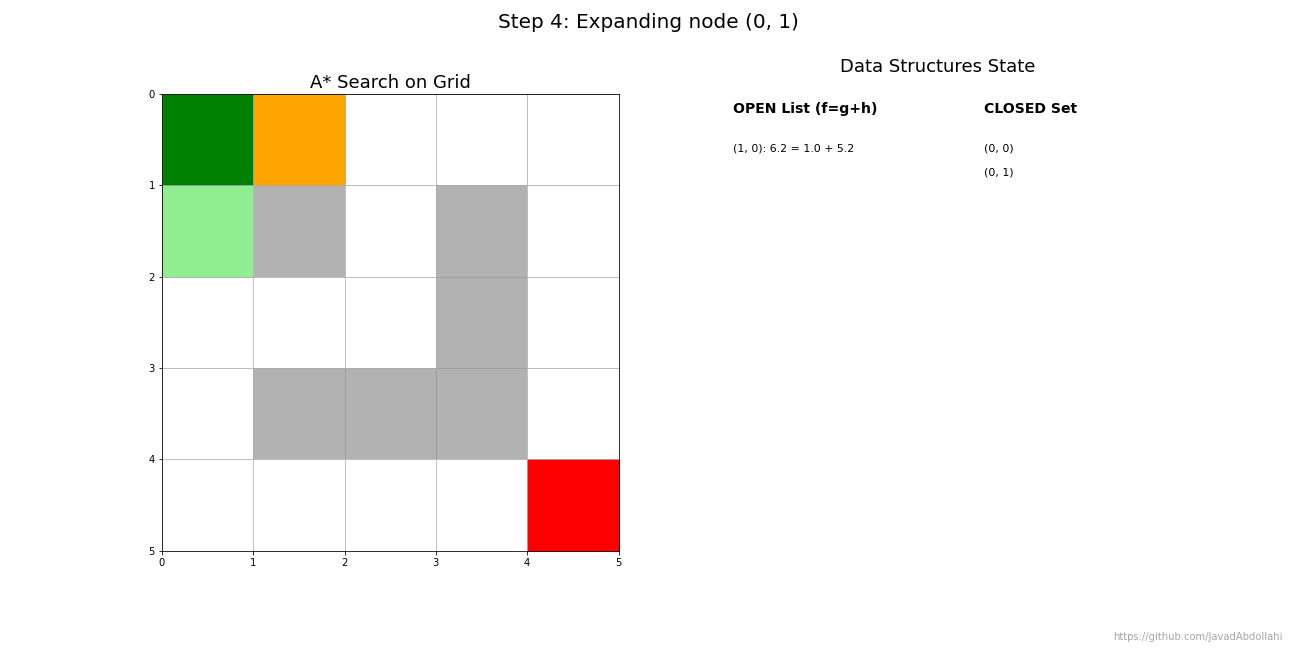 Step 4: Expanding node (0, 1)
A* Search on Grid
0
1
2
3
4
5
0 1 2 3 4 5
Data Structures State
OPEN List (f=g+h)
(1, 0): 6.2 = 1.0 + 5.2
CLOSED Set
(0, 0)
(0, 1)
https://github.com/JavadAbdollahi